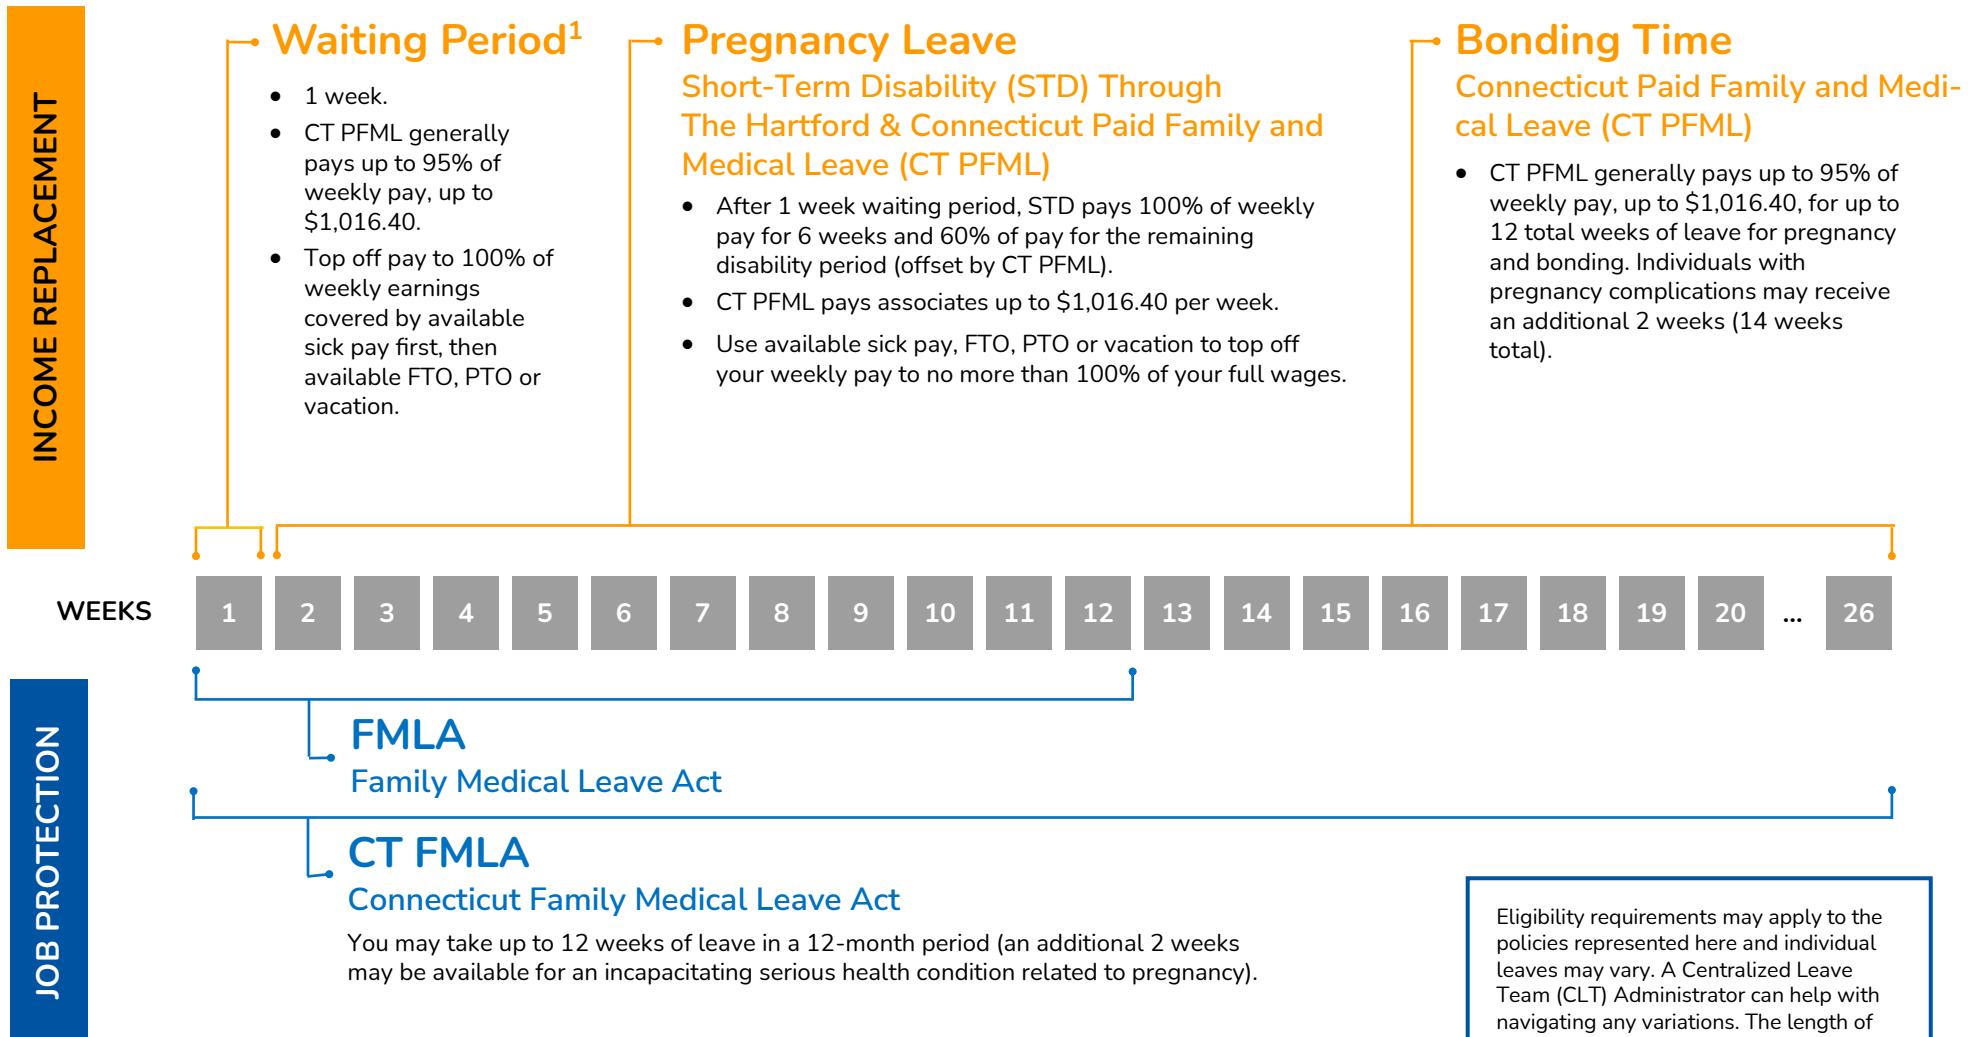 INCOME REPLACEMENT
Waiting Period¹
• 1 week.
• CT PFML generally
pays up to 95% of
weekly pay, up to
$1,016.40.
• Top off pay to 100% of
weekly earnings
covered by available
sick pay first, then
available FTO, PTO or
vacation.
Pregnancy Leave
Short-Term Disability (STD) Through
The Hartford & Connecticut Paid Family and
Medical Leave (CT PFML)
• After 1 week waiting period, STD pays 100% of weekly
pay for 6 weeks and 60% of pay for the remaining
disability period (offset by CT PFML).
• CT PFML pays associates up to $1,016.40 per week.
• Use available sick pay, FTO, PTO or vacation to top off
your weekly pay to no more than 100% of your full wages.
Bonding Time
Connecticut Paid Family and Medi-
cal Leave (CT PFML)
• CT PFML generally pays up to 95% of
weekly pay, up to $1,016.40, for up to
12 total weeks of leave for pregnancy
and bonding. Individuals with
pregnancy complications may receive
an additional 2 weeks (14 weeks
total).
WEEKS 1 2 3 4 5 6 7 8 9 10 11 12 13 14 15 16 17 18 19 20 ... 26
JOB PROTECTION
FMLA
Family Medical Leave Act
CT FMLA
Connecticut Family Medical Leave Act
You may take up to 12 weeks of leave in a 12-month period (an additional 2 weeks
may be available for an incapacitating serious health condition related to pregnancy).
Eligibility requirements may apply to the
policies represented here and individual
leaves may vary. A Centralized Leave
Team (CLT) Administrator can help with
navigating any variations. The length of